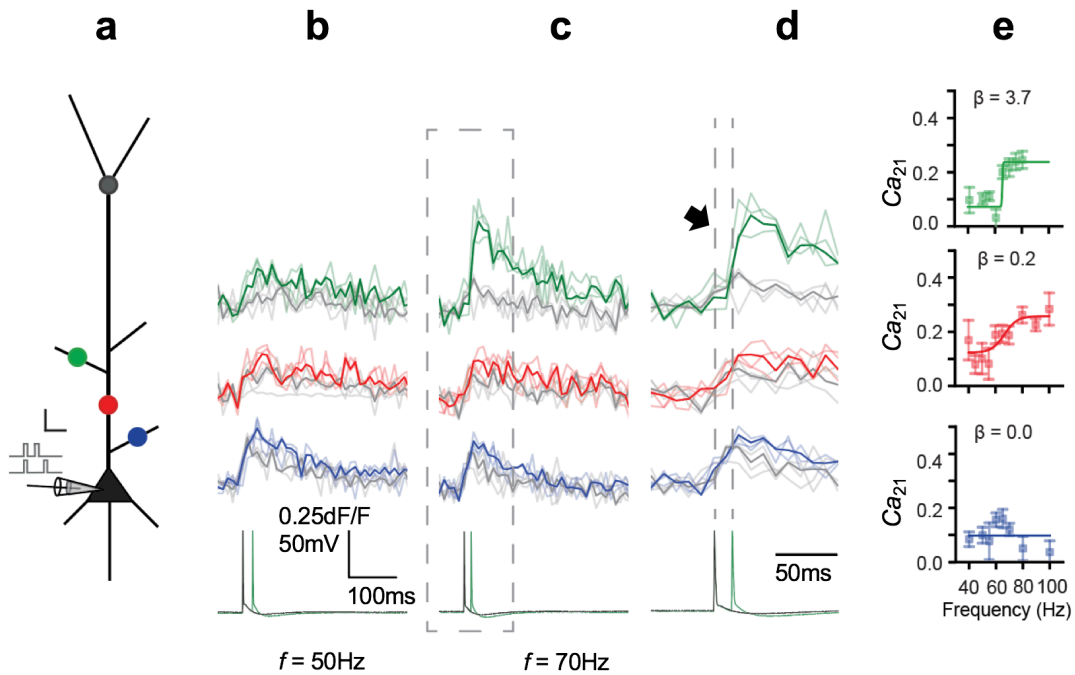 a b c d e
β = 3.7
0.4
0.2
0.0
Ca21
β = 0.2
0.4
0.2
0.0
Ca21
β = 0.0
0.4
0.2
0.0
Ca21
40 60 80 100
Frequency (Hz)
0.25dF/F
50mV
100ms
50ms
f = 50Hz
f = 70Hz